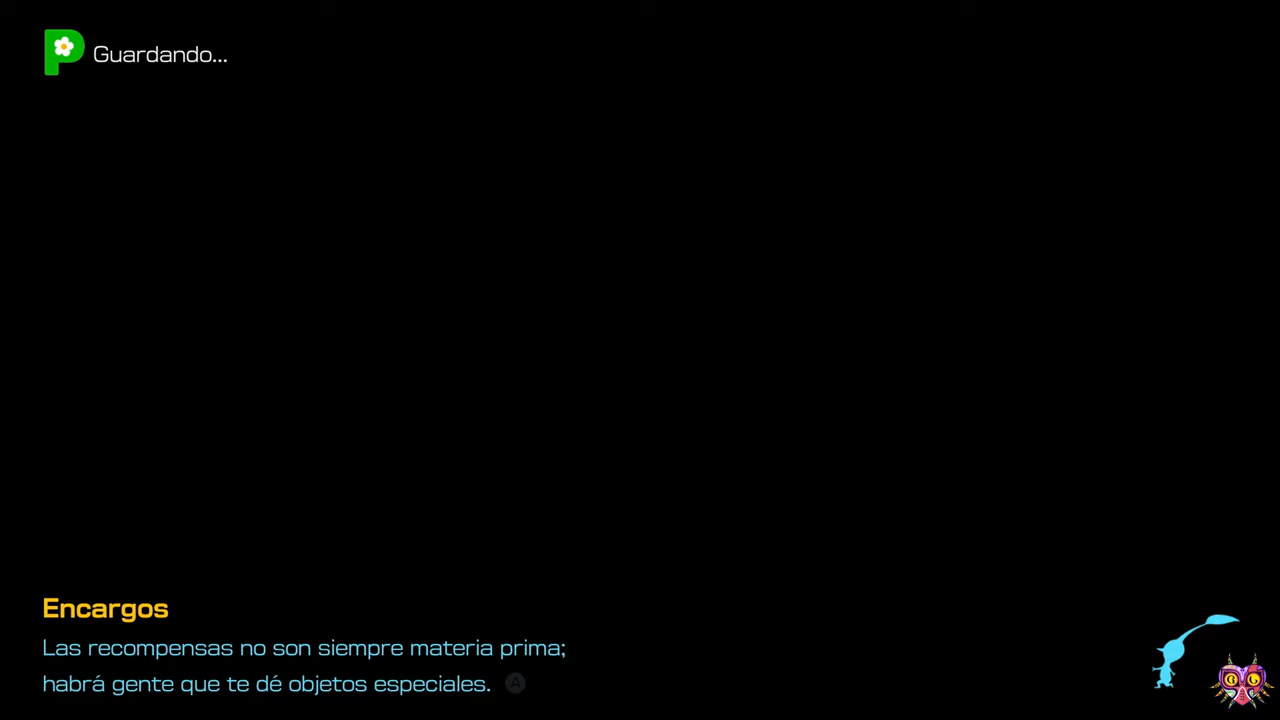 Guardando...
Encargos
Las recompensas no son siempre materia prima;
habrá gente que te dé objetos especiales. A